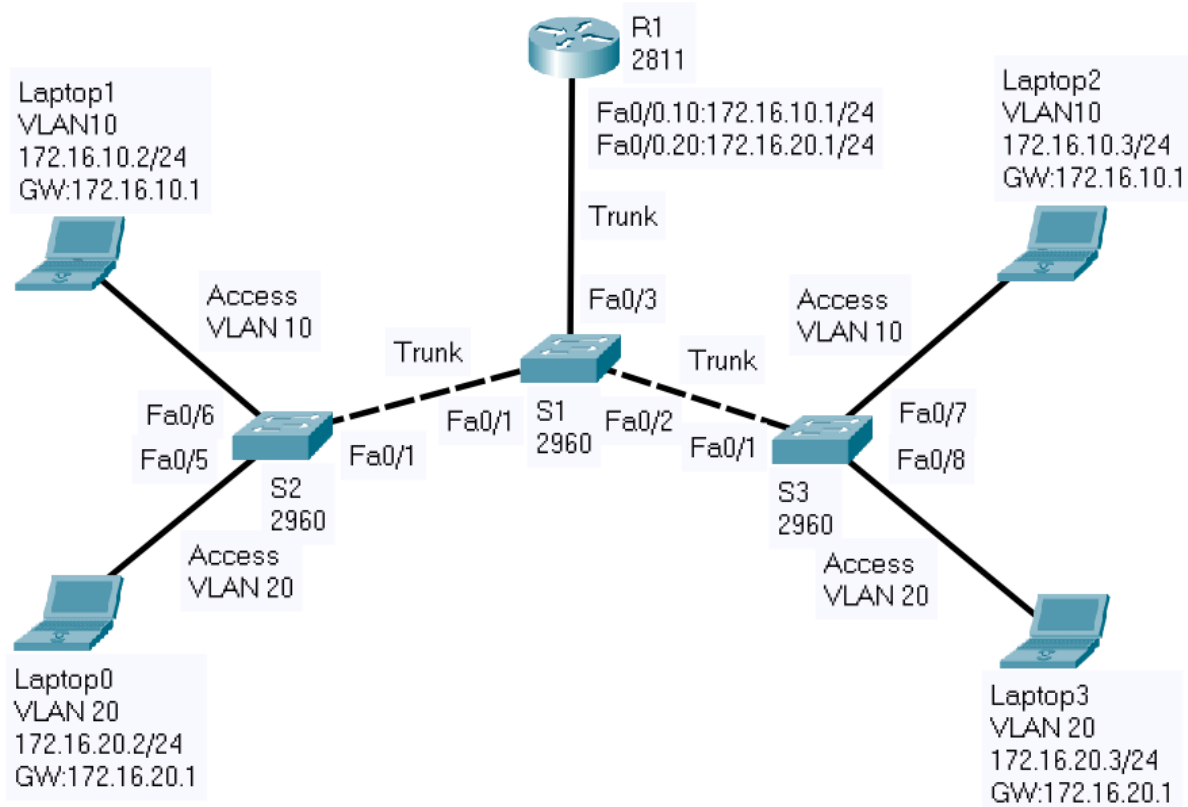 R1
2811
Fa0/0.10:172.16.10.1/24
Fa0/0.20:172.16.20.1/24
Trunk
Fa0/3
Laptop1
VLAN10
172.16.10.2/24
GW:172.16.10.1
Laptop2
VLAN10
172.16.10.3/24
GW:172.16.10.1
Access
VLAN 10
Access
VLAN 10
Trunk
Trunk
Fa0/6
Fa0/5
Fa0/1
S2
2960
Fa0/1
S1
2960
Fa0/2
Fa0/1
S3
2960
Fa0/7
Fa0/8
Access
VLAN 20
Access
VLAN 20
Laptop0
VLAN 20
172.16.20.2/24
GW:172.16.20.1
Laptop3
VLAN 20
172.16.20.3/24
GW:172.16.20.1